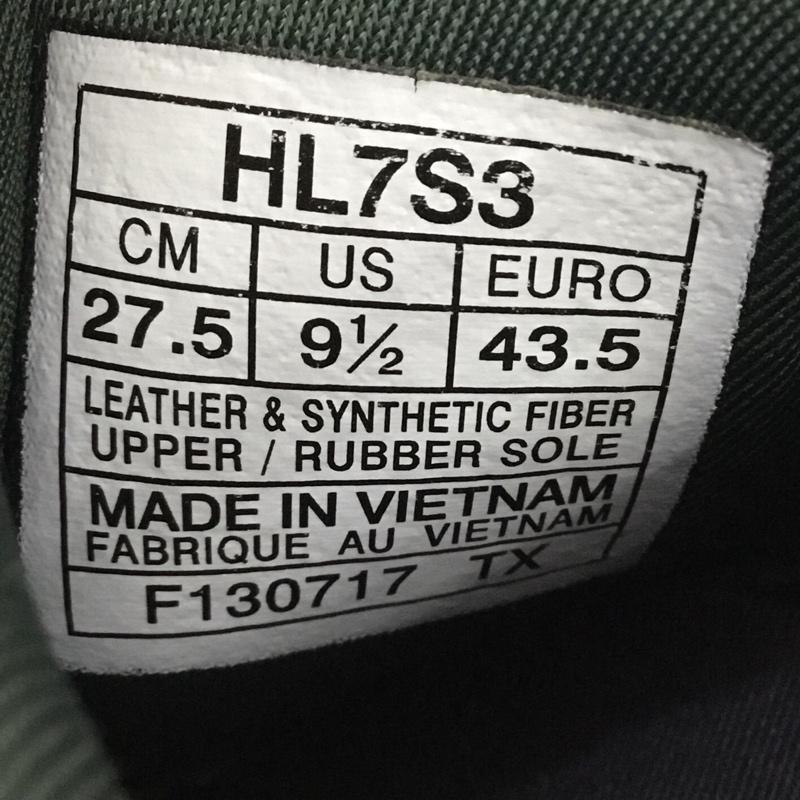 HL7S3
CM US EURO
27.5 9½ 43.5
LEATHER & SYNTHETIC FIBER
UPPER / RUBBER SOLE
MADE IN VIETNAM
FABRIQUE AU VIETNAM
F130717 TX